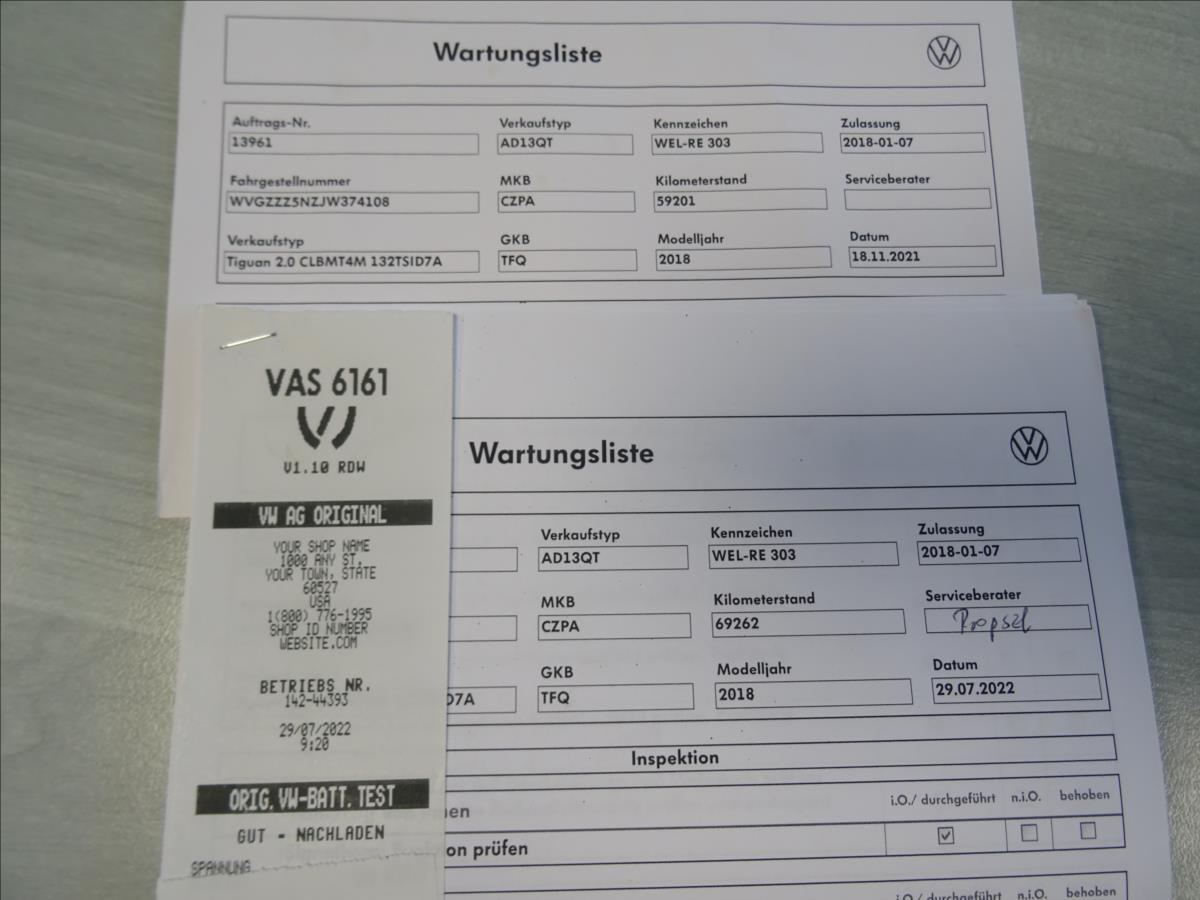 Wartungsliste
Auftrags-Nr. Verkaufstyp Kennzeichen Zulassung
13961 AD13QT WEL-RE 303 2018-01-07
Fahrgestellnummer MKB Kilometerstand Serviceberater
WVGZZZ5NZJW374108 CZPA 59201
Verkaufstyp GKB Modelljahr Datum
Tiguan 2.0 CLBMT4M 132TSID7A TFQ 2018 18.11.2021
VAS 6161
V1.10 RDW
VW AG ORIGINAL
YOUR SHOP NAME
1000 ANY ST.
YOUR TOWN, STATE
60527
USA
1(800) 776-1995
SHOP ID NUMBER
WEBSITE.COM
BETRIEBS NR.
142-44393
29/07/2022
9:20
ORIG.VW-BATT.TEST
GUT - NACHLADEN
SPANNUNG
Wartungsliste
Verkaufstyp Kennzeichen Zulassung
AD13QT WEL-RE 303 2018-01-07
MKB Kilometerstand Serviceberater
CZPA 69262
GKB Modelljahr Datum
D7A TFQ 2018 29.07.2022
Inspektion
en i.O./ durchgeführt n.i.O. behoben
on prüfen
i.O./ durchgeführt n.i.O. behoben